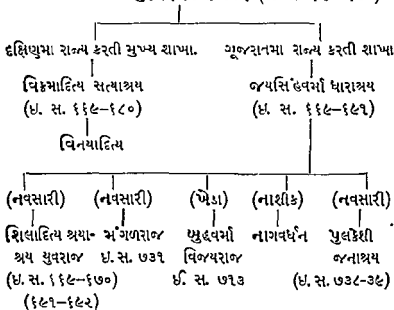 દક્ષિણમા રાજ્ય કરતી મુખ્ય શાખા. ગૂજરાતમા રાજ્ય કરતી શાખા
વિક્રમાદિત્ય સત્યાશ્રય જયસિંહવર્મા ધારાશ્રય
(ઇ. સ. ૬૬૯–૬૮૦) (ઇ. સ. ૬૬૯–૬૯૧)
વિનયાદિત્ય
(નવસારી) (નવસારી) (ખેડા) (નાશીક) (નવસારી)
શિલાદિત્ય શ્રયા- મંગળરાજ બુદ્ધવર્મા નાગવર્ધન પુલકેશી
શ્રય યુવરાજ ઇ. સ. ૭૩૧ વિજયરાજ જનાશ્રય
(ઇ. સ. ૬૬૯–૬૭૦) ઈ. સ. ૭૧૩ (ઇ. સ. ૭૩૮-૩૯)
(૬૯૧–૬૯૨)